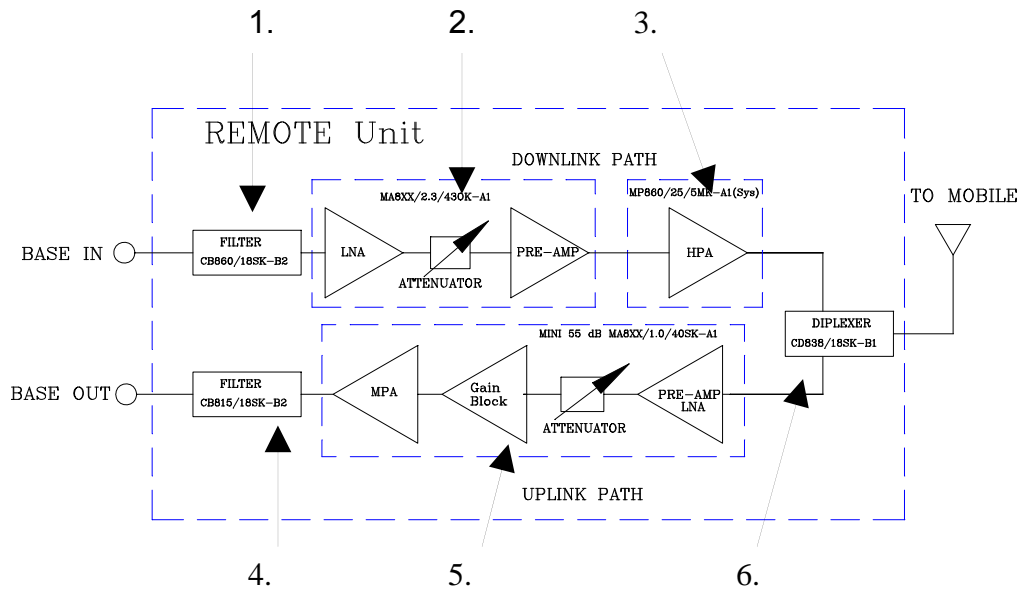 1.
2.
3.
REMOTE Unit
DOWNLINK PATH
MA8XX/2.3/430K-A1
MP860/25/5MR-A1(Sys)
TO MOBILE
BASE IN
FILTER
CB860/18SK-B2
LNA
ATTENUATOR
PRE-AMP
HPA
DIPLEXER
CD838/18SK-B1
MINI 55 dB MA8XX/1.0/40SK-A1
BASE OUT
FILTER
CB815/18SK-B2
MPA
Gain
Block
ATTENUATOR
PRE-AMP
LNA
UPLINK PATH
4.
5.
6.